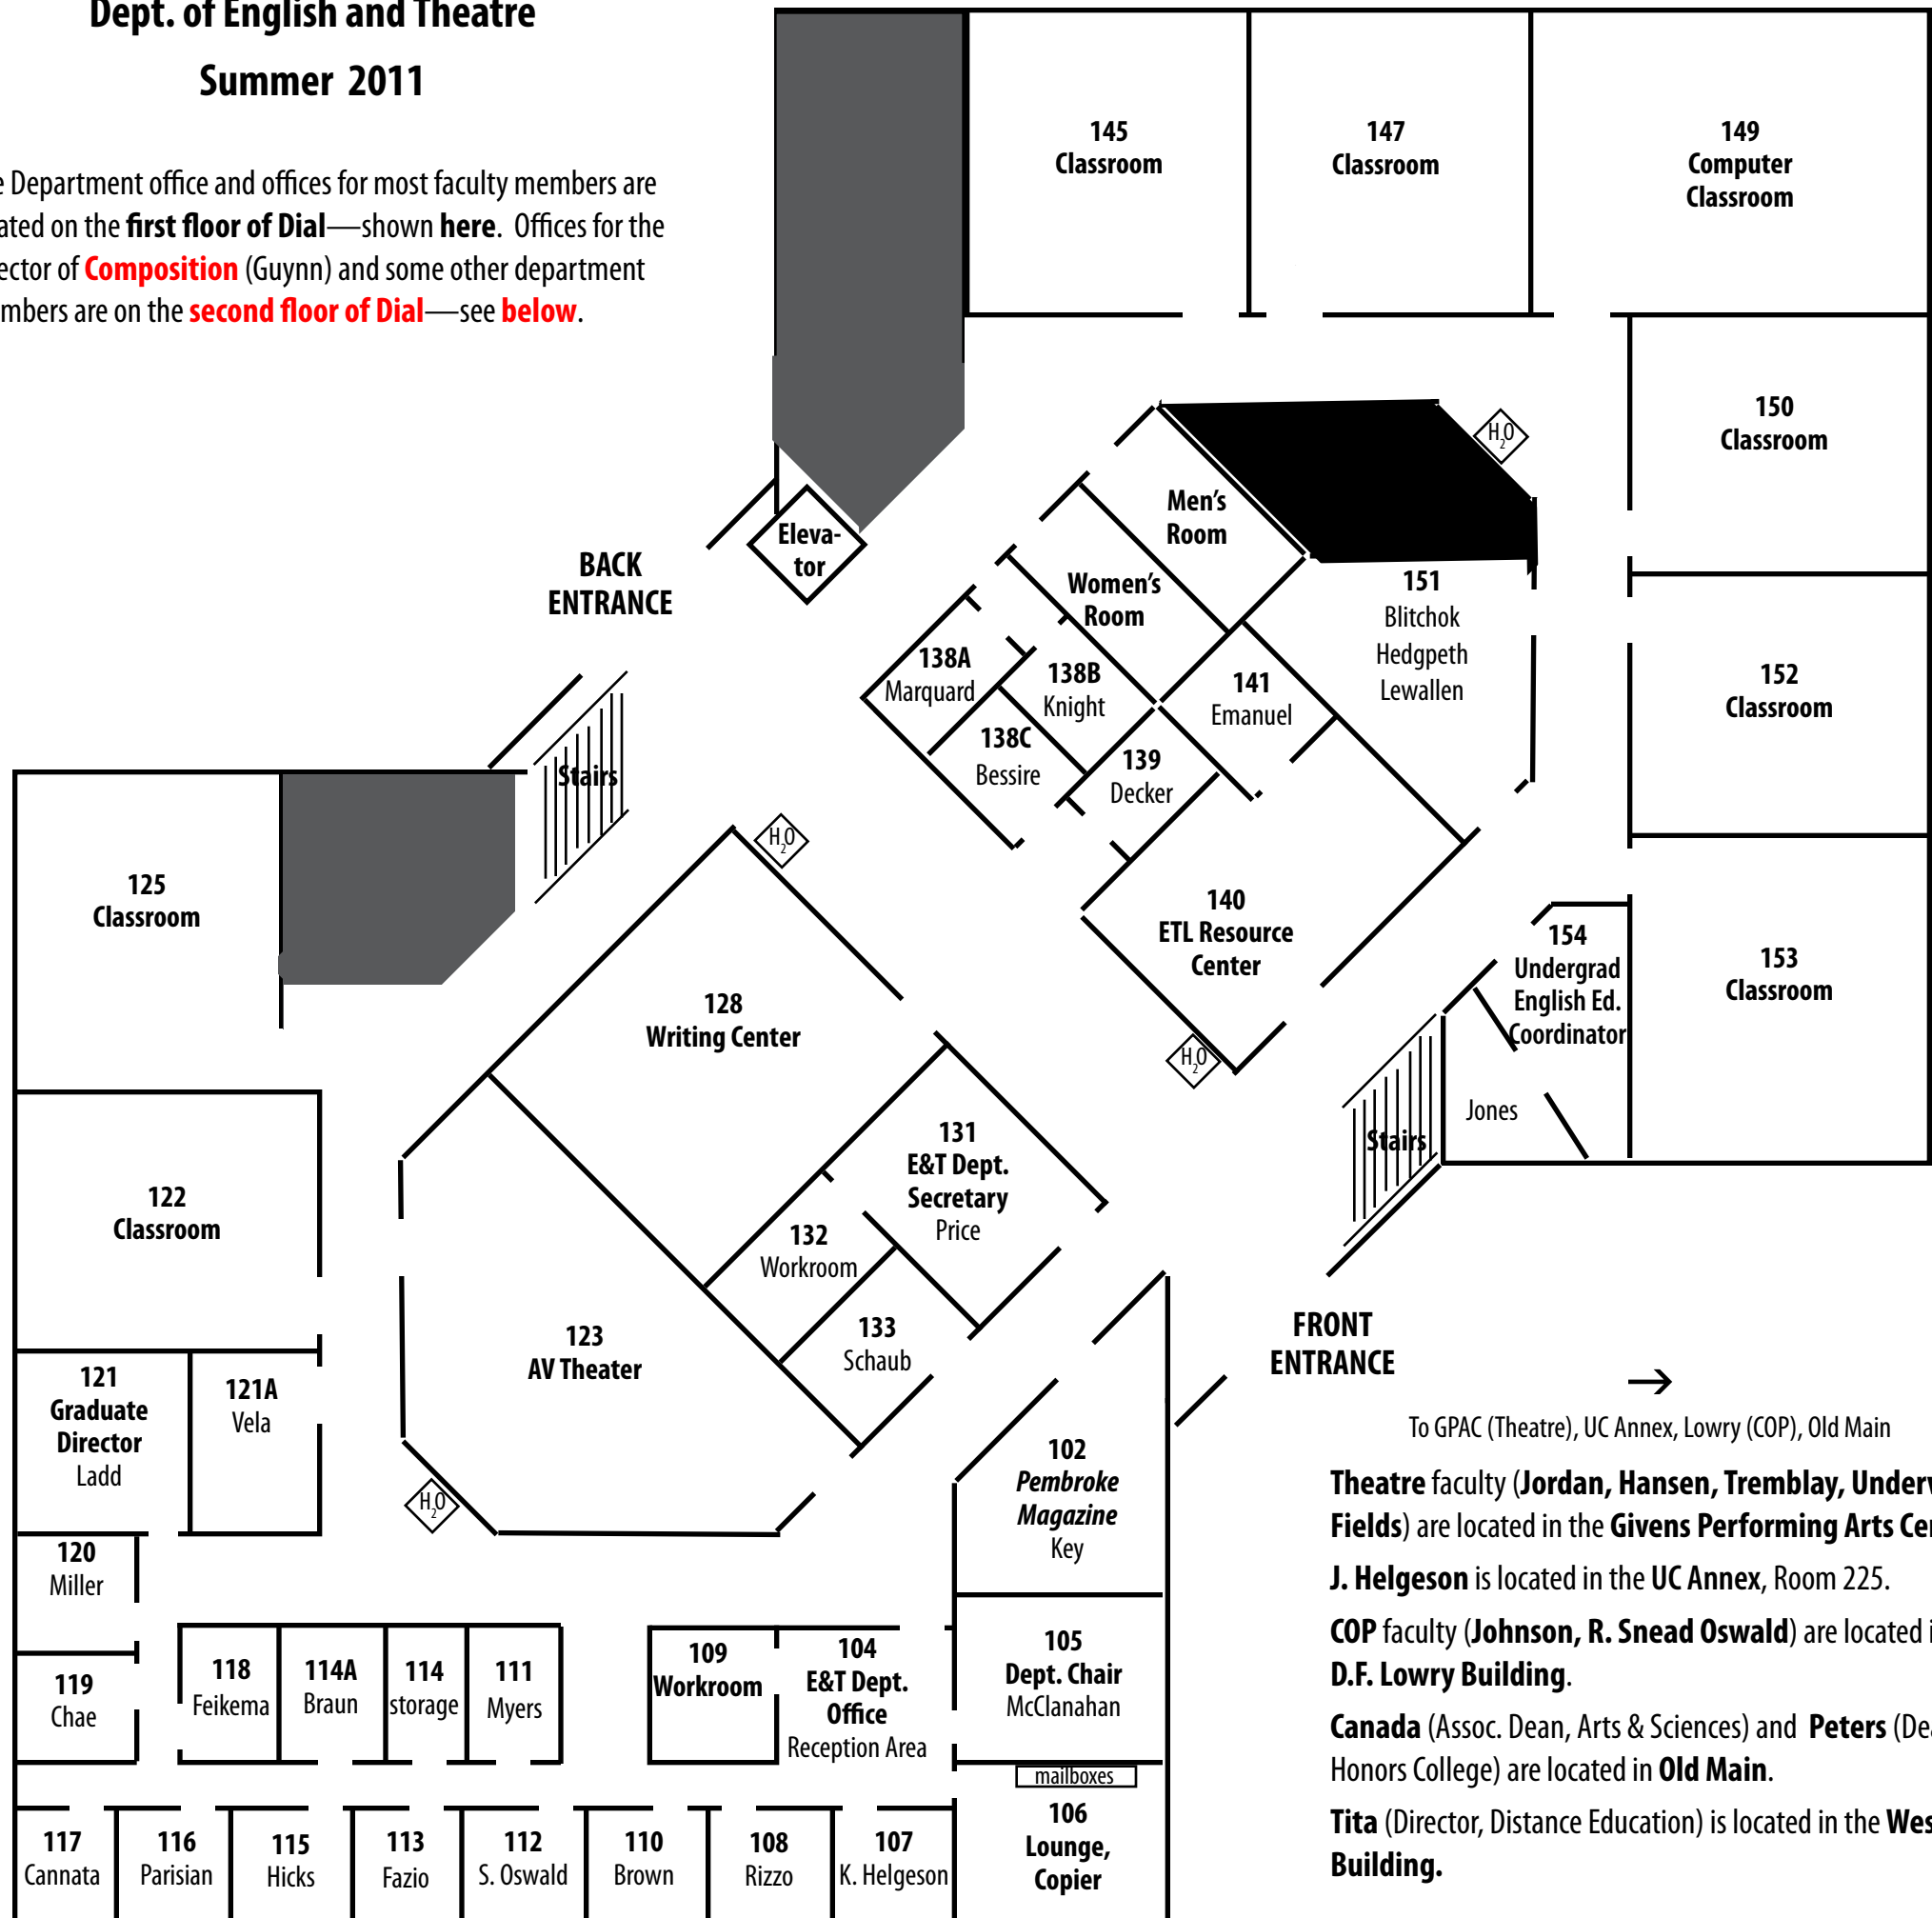 Dept. of English and Theatre
Summer 2011
Department office and offices for most faculty members are
on the first floor of Dial—shown here. Offices for the
of Composition (Guynn) and some other department
are on the second floor of Dial—see below.
145
Classroom
147
Classroom
149
Computer
Classroom
150
Classroom
H2O
Men's
Room
Eleva-
tor
BACK
ENTRANCE
Women's
Room
151
Blitchok
Hedgpeth
Lewallen
138A
Marquard
138B
Knight
141
Emanuel
152
Classroom
138C
Bessire
139
Decker
Stairs
H2O
125
Classroom
140
ETL Resource
Center
154
Undergrad
English Ed.
Coordinator
Jones
153
Classroom
128
Writing Center
H2O
Stairs
131
E&T Dept.
Secretary
Price
122
Classroom
132
Workroom
133
Schaub
123
AV Theater
FRONT
ENTRANCE
121
Graduate
Director
Ladd
121A
Vela
H2O
102
Pembroke
Magazine
Key
→
To GPAC (Theatre), UC Annex, Lowry (COP), Old Main
Theatre faculty (Jordan, Hansen, Tremblay,
Fields) are located in the Givens Performing Arts
J. Helgeson is located in the UC Annex, Room 225.
COP faculty (Johnson, R. Snead Oswald) are located
D.F. Lowry Building.
Canada (Assoc. Dean, Arts & Sciences) and Peters
Honors College) are located in Old Main.
Tita (Director, Distance Education) is located in the
Building.
120
Miller
119
Chae
118
Feikema
114A
Braun
114
storage
111
Myers
109
Workroom
104
E&T Dept.
Office
Reception Area
105
Dept. Chair
McClanahan
mailboxes
106
Lounge,
Copier
117
Cannata
116
Parisian
115
Hicks
113
Fazio
112
S. Oswald
110
Brown
108
Rizzo
107
K. Helgeson